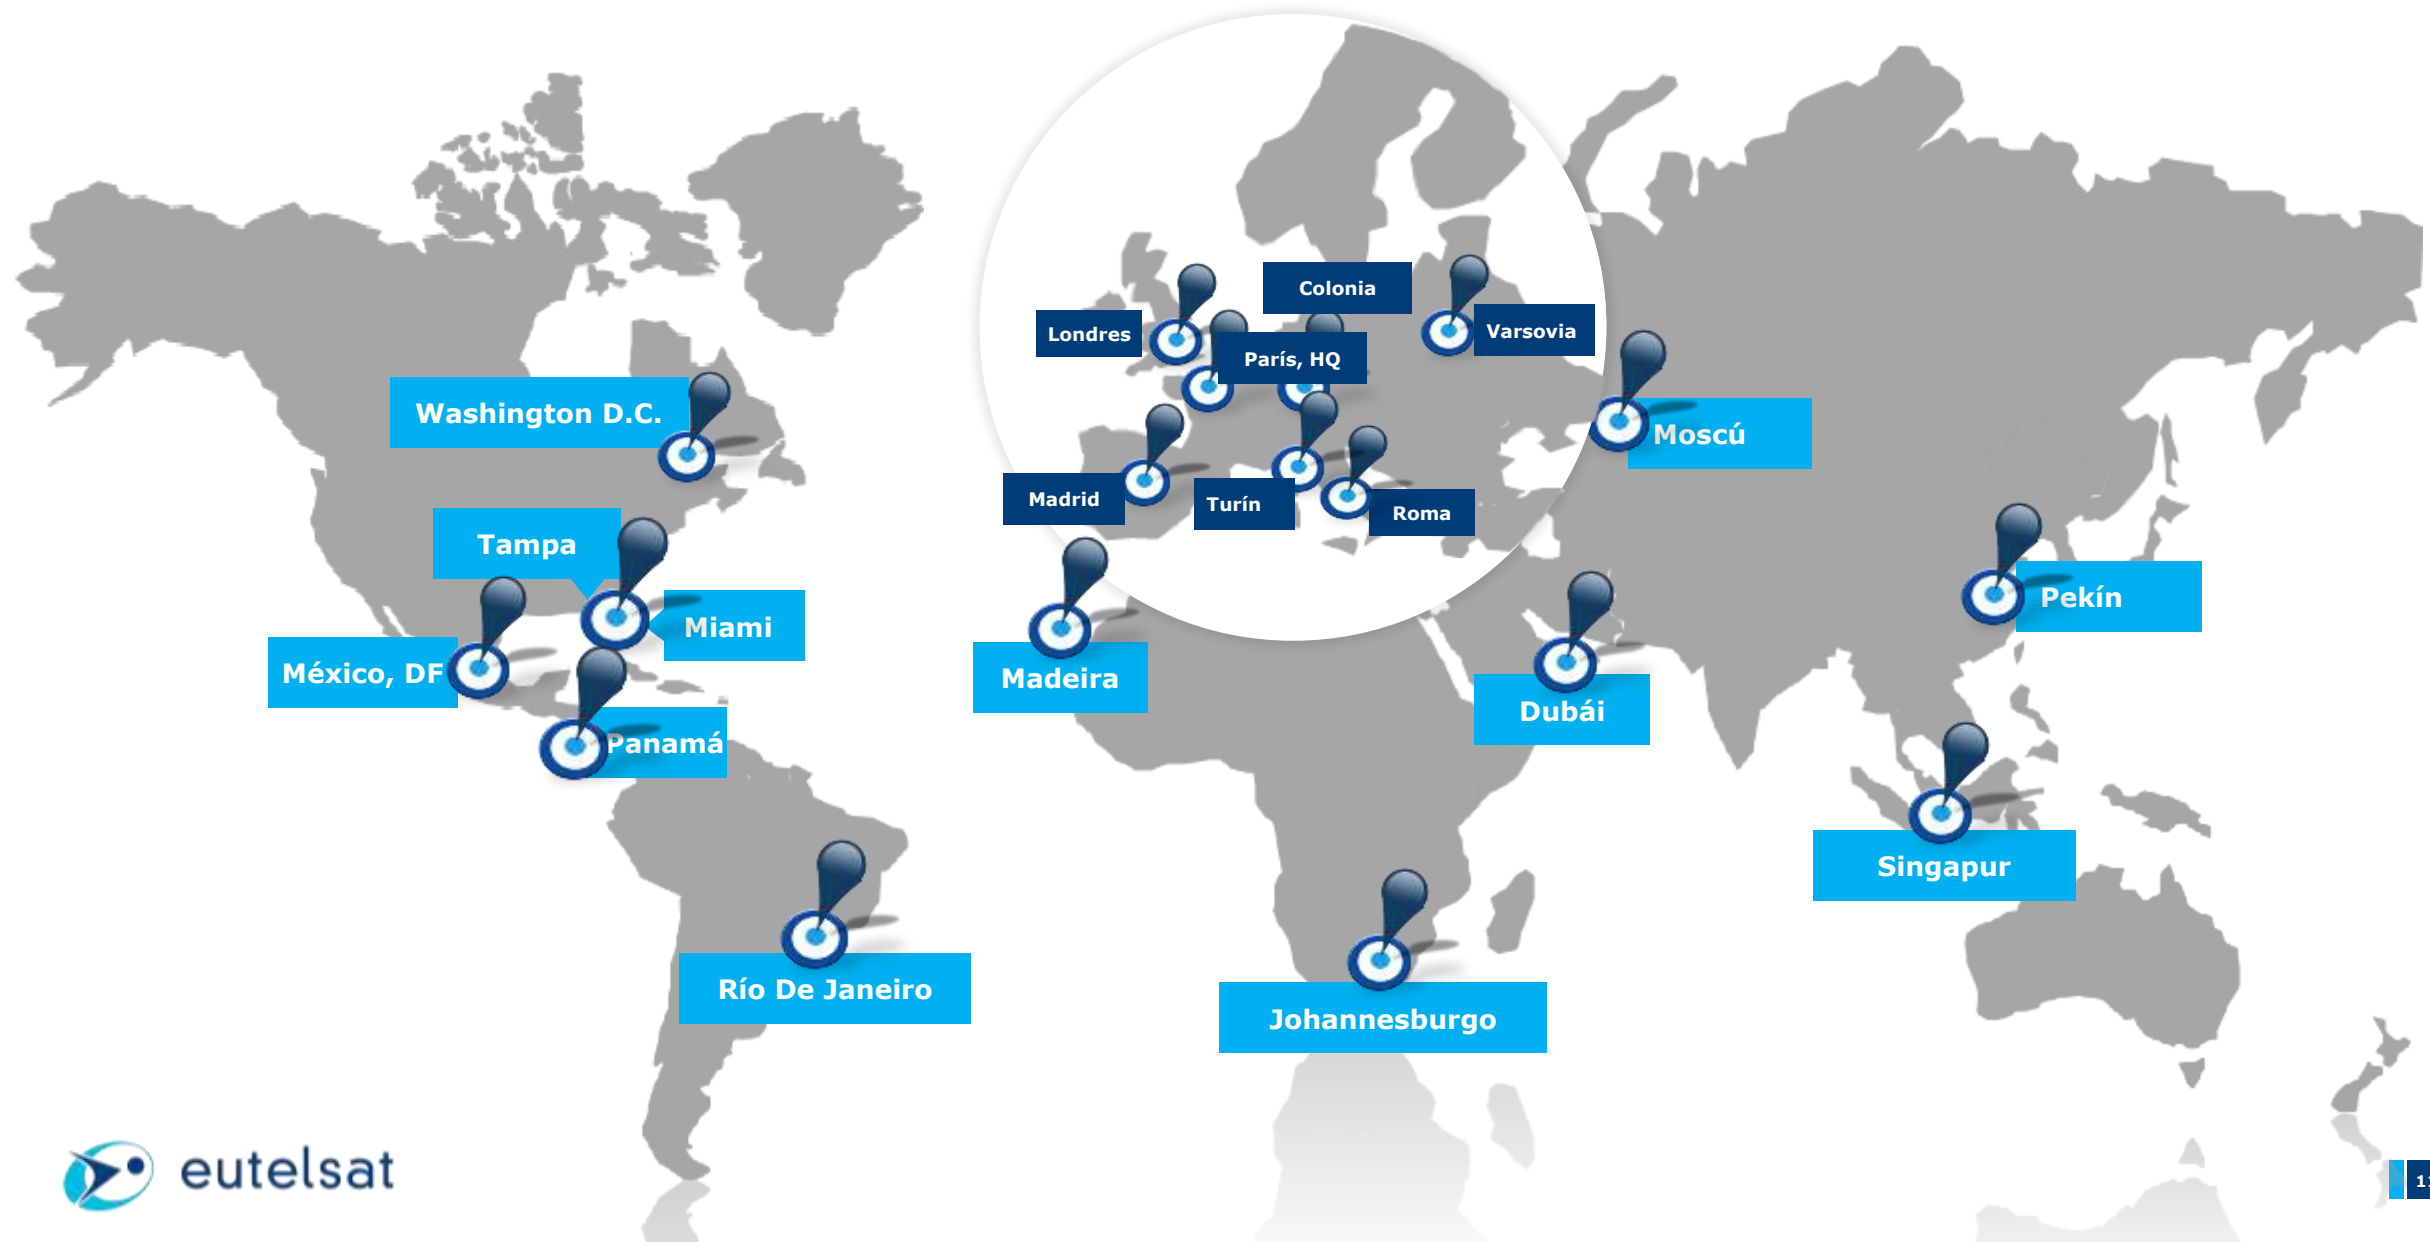 Colonia
Londres
Varsovia
París, HQ
Washington D.C.
Moscú
Madrid
Turín
Roma
Tampa
Pekín
Miami
México, DF
Madeira
Dubái
Panamá
Singapur
Río De Janeiro
Johannesburgo
eutelsat